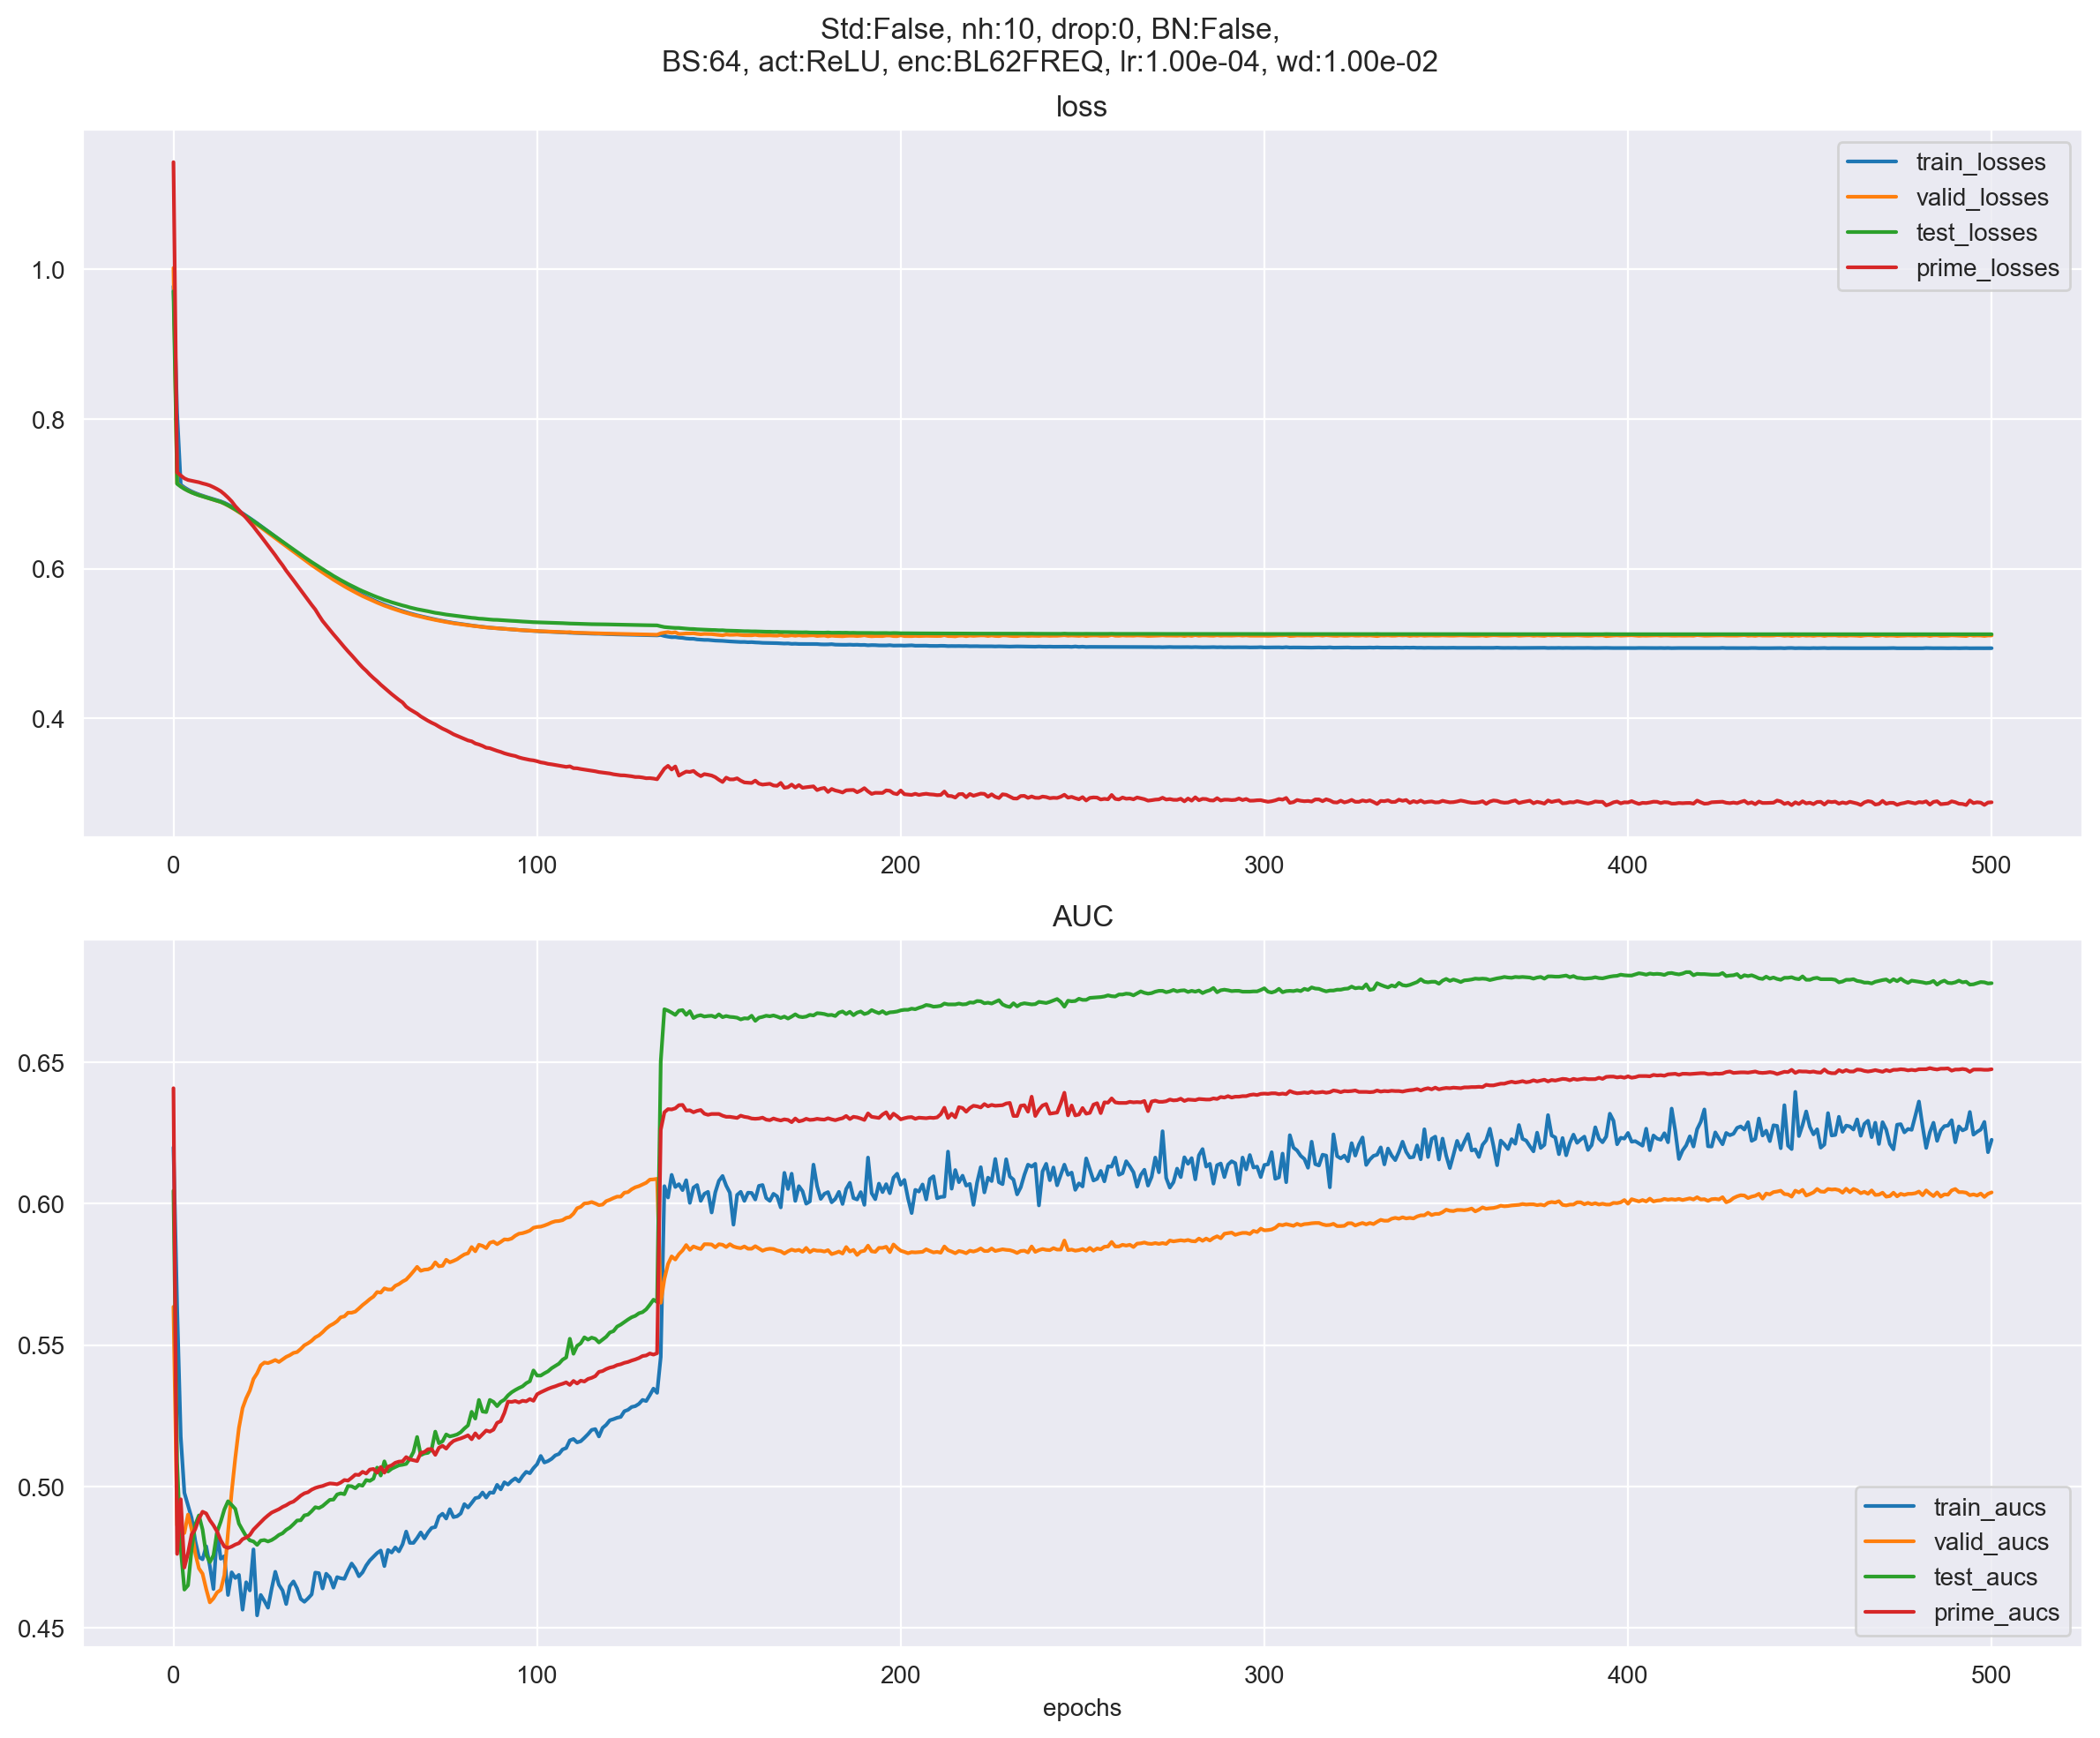 Std:False, nh:10, drop:0, BN:False,
BS:64, act:ReLU, enc:BL62FREQ, lr:1.00e-04, wd:1.00e-02
loss
train_losses
valid_losses
test_losses
prime_losses
1.0
0.8
0.6
0.4
0 100 200 300 400 500
AUC
0.65
0.60
0.55
0.50
0.45
train_aucs
valid_aucs
test_aucs
prime_aucs
0 100 200 300 400 500
epochs